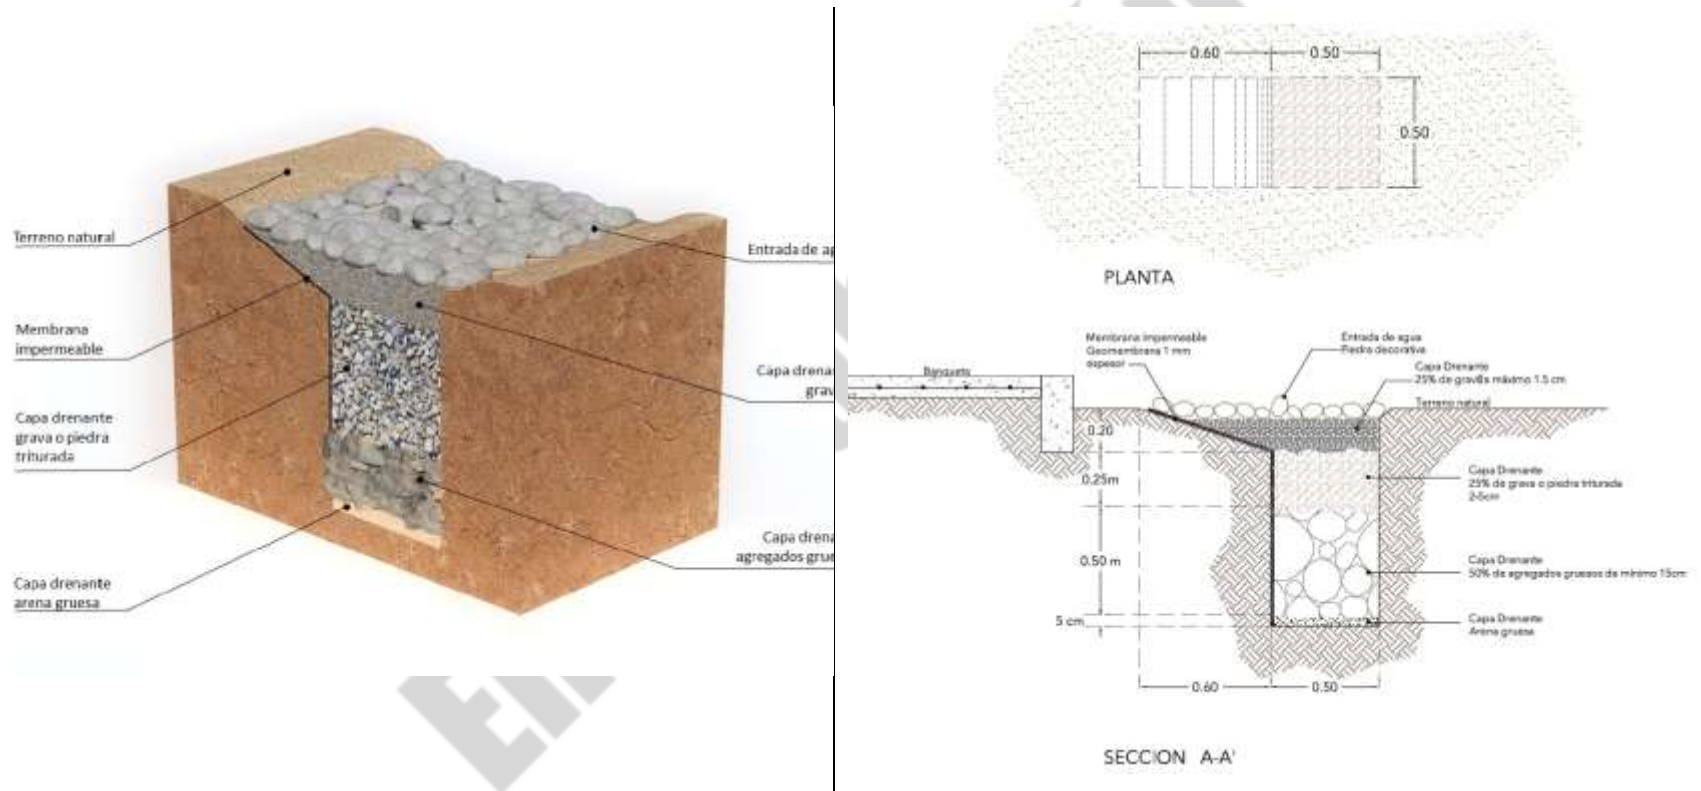 Terreno natural
Membrana
impermeable
Capa drenante
grava o piedra
triturada
Capa drenante
arena gruesa
Entrada de ag
Capa drena
grav
Capa drena
agregados grue
0.60
0.50
0.50
PLANTA
Membrana impermeable
Geomembrana 1 mm
espesor
Entrada de agua
Piedra decorativa
Capa Drenante
25% de gravilla máximo 1.5 cm
Terreno natural
Banqueta
0.20
0.25m
0.50 m
5 cm
Capa Drenante
25% de grava o piedra triturada
2-5cm
Capa Drenante
50% de agregados gruesos de mínimo 15cm
Capa Drenante
Arena gruesa
0.60
0.50
SECCION A-A'